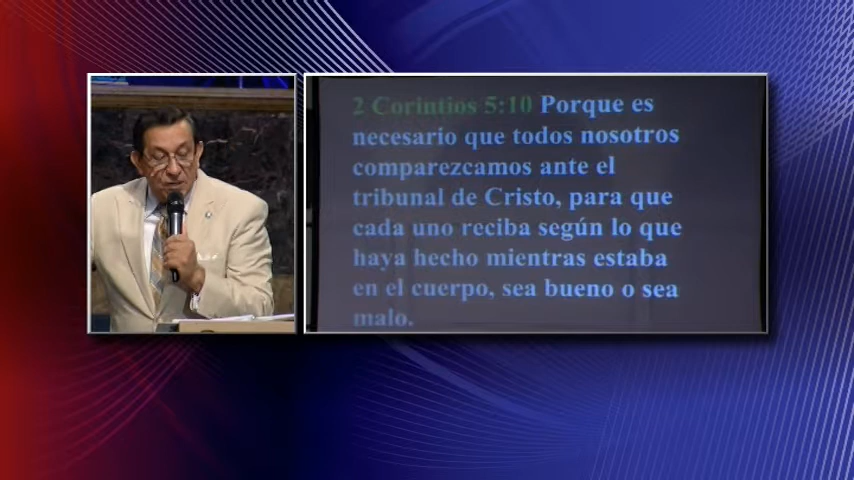 2 Corintios 5:10 Porque es
necesario que todos nosotros
comparezcamos ante el
tribunal de Cristo, para que
cada uno reciba según lo que
haya hecho mientras estaba
en el cuerpo, sea bueno o sea
malo.